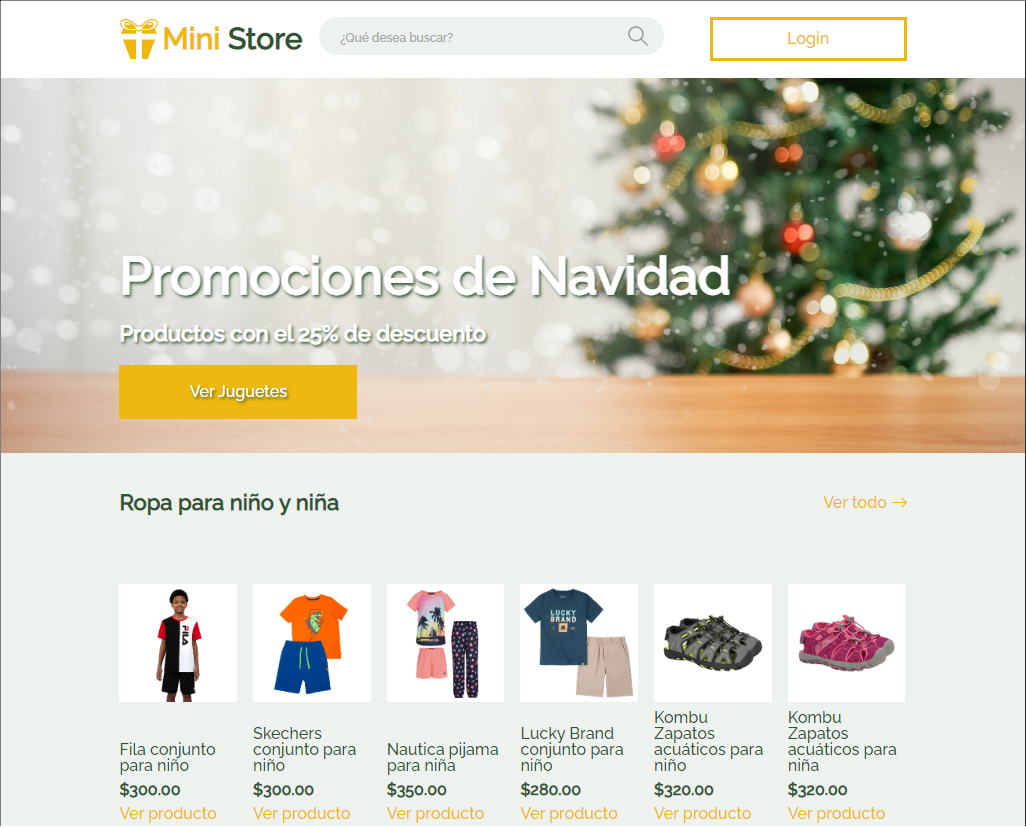 Mini Store
¿Qué desea buscar?
Login
Promociones de Navidad
Productos con el 25% de descuento
Ver Juguetes
Ropa para niño y niña
Ver todo →
FILA
LUCKY
BRAND
Fila conjunto
para niño
$300.00
Ver producto
Skechers
conjunto para
niño
$300.00
Ver producto
Nautica pijama
para niña
$350.00
Ver producto
Lucky Brand
conjunto para
niño
$280.00
Ver producto
Kombu
Zapatos
acuáticos para
niño
$320.00
Ver producto
Kombu
Zapatos
acuáticos para
niña
$320.00
Ver producto